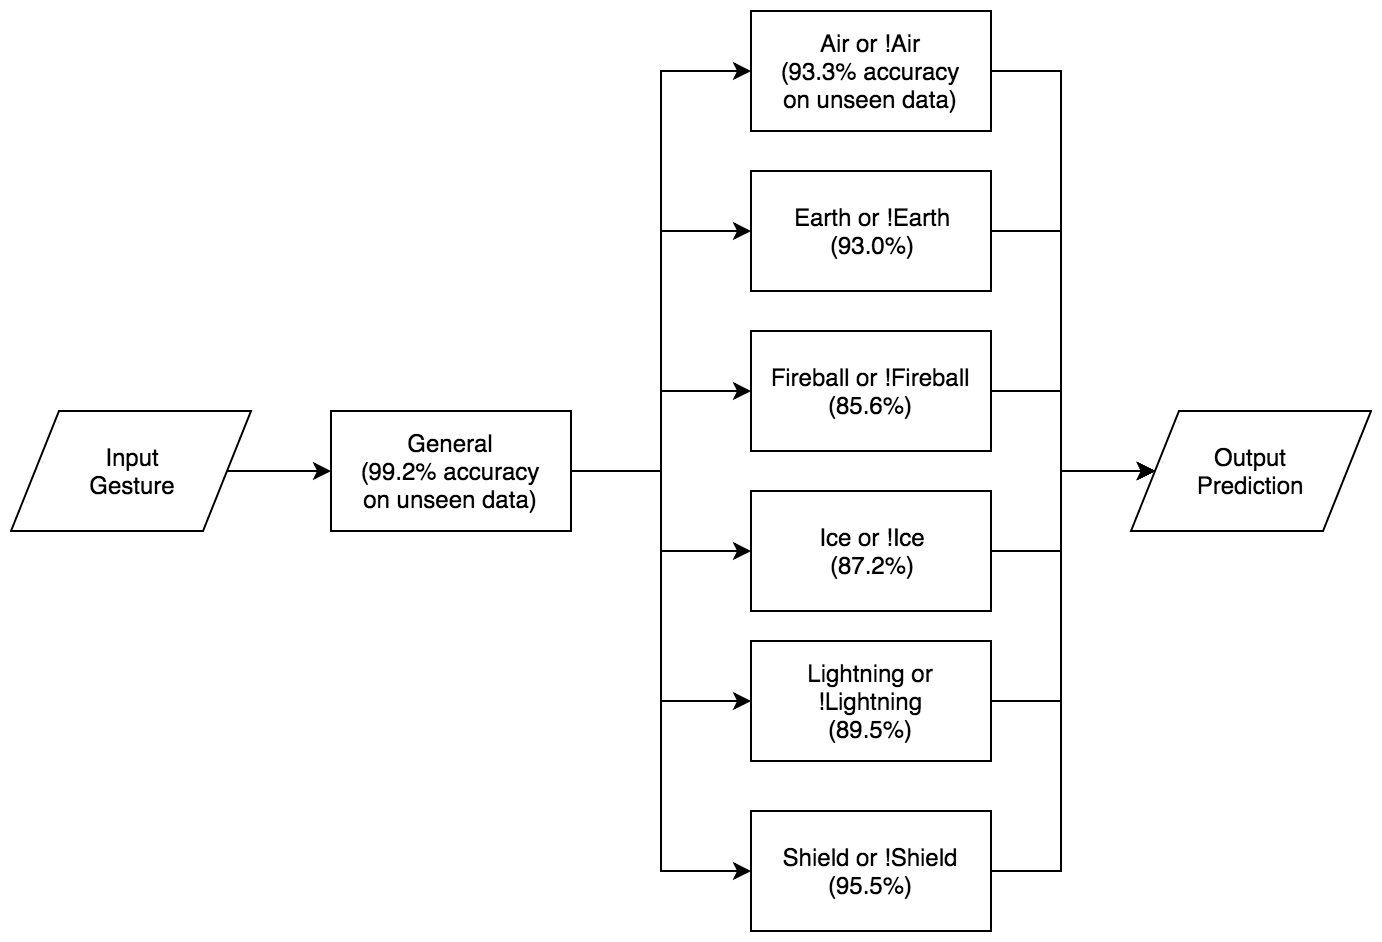 Input
Gesture
General
(99.2% accuracy
on unseen data)
Air or !Air
(93.3% accuracy
on unseen data)
Earth or !Earth
(93.0%)
Fireball or !Fireball
(85.6%)
Ice or !Ice
(87.2%)
Lightning or
!Lightning
(89.5%)
Shield or !Shield
(95.5%)
Output
Prediction